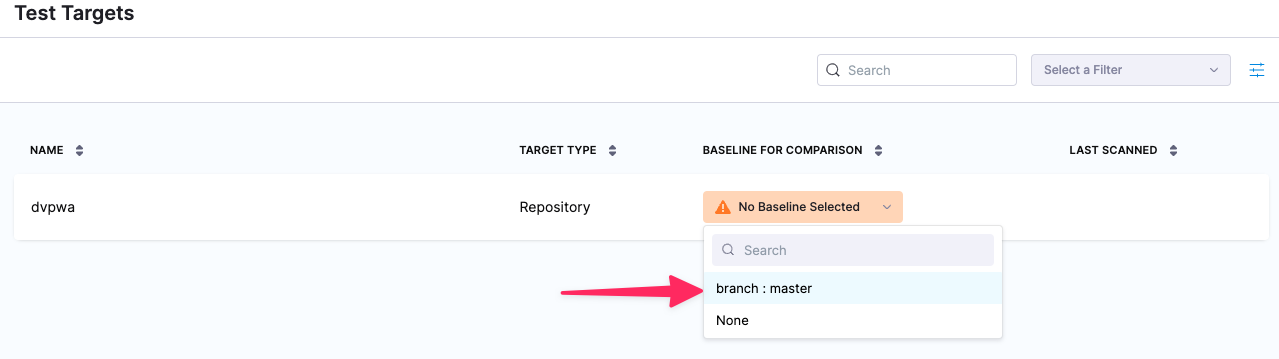 Test Targets
Search
Select a Filter
NAME TARGET TYPE BASELINE FOR COMPARISON LAST SCANNED
dvpwa Repository No Baseline Selected
Search
branch : master
None